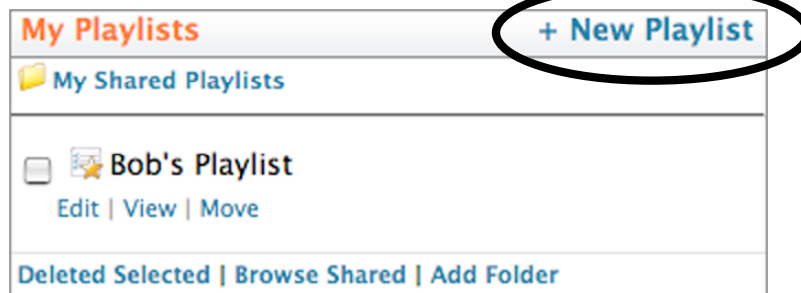 My Playlists + New Playlist
My Shared Playlists
Bob's Playlist
Edit | View | Move
Deleted Selected | Browse Shared | Add Folder